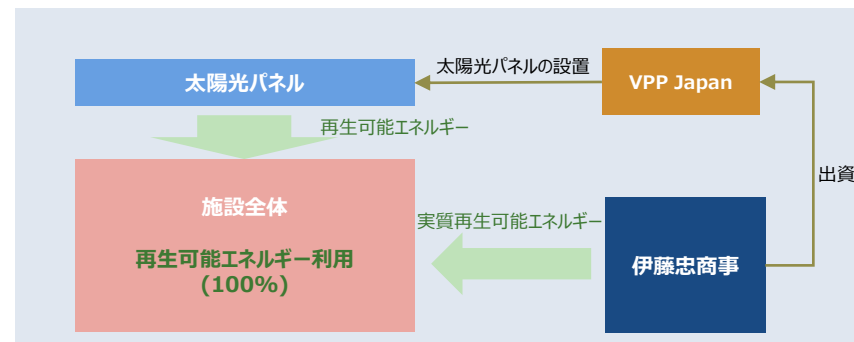 太陽光パネル
太陽光パネルの設置
VPP Japan
再生可能エネルギー
出資
施設全体
実質再生可能エネルギー
再生可能エネルギー利用
(100%)
伊藤忠商事